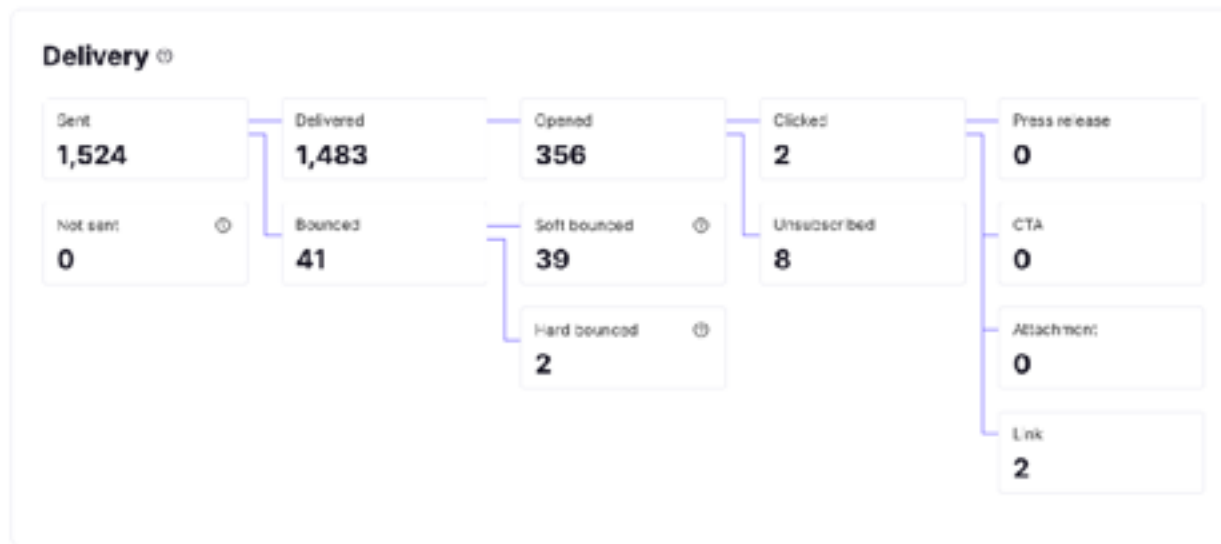 Delivery
Sent
1,524
Delivered
1,483
Opened
356
Clicked
2
Press release
0
Not sent
0
Bounced
41
Soft bounced
39
Unsubscribed
8
CTA
0
Hard bounced
2
Attachment
0
Link
2